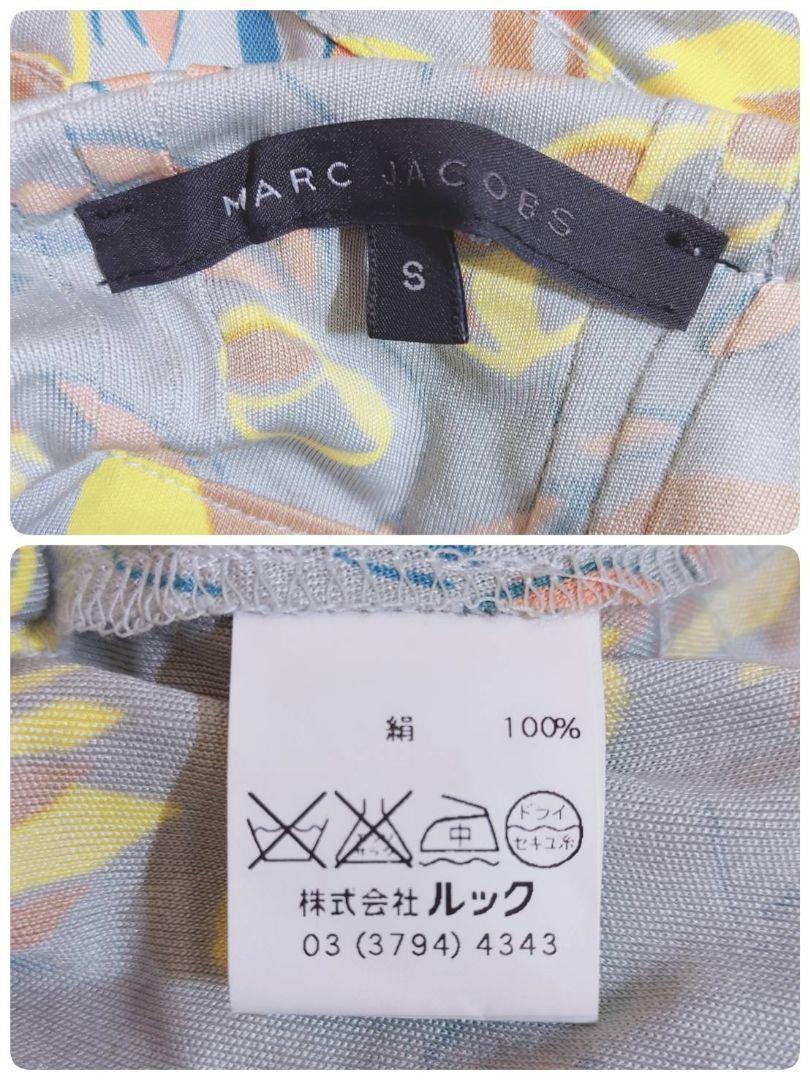 MARC JACOBS
S
絹 100%
中
ドライ
セキユ系
株式会社 ルック
03 (3794) 4343